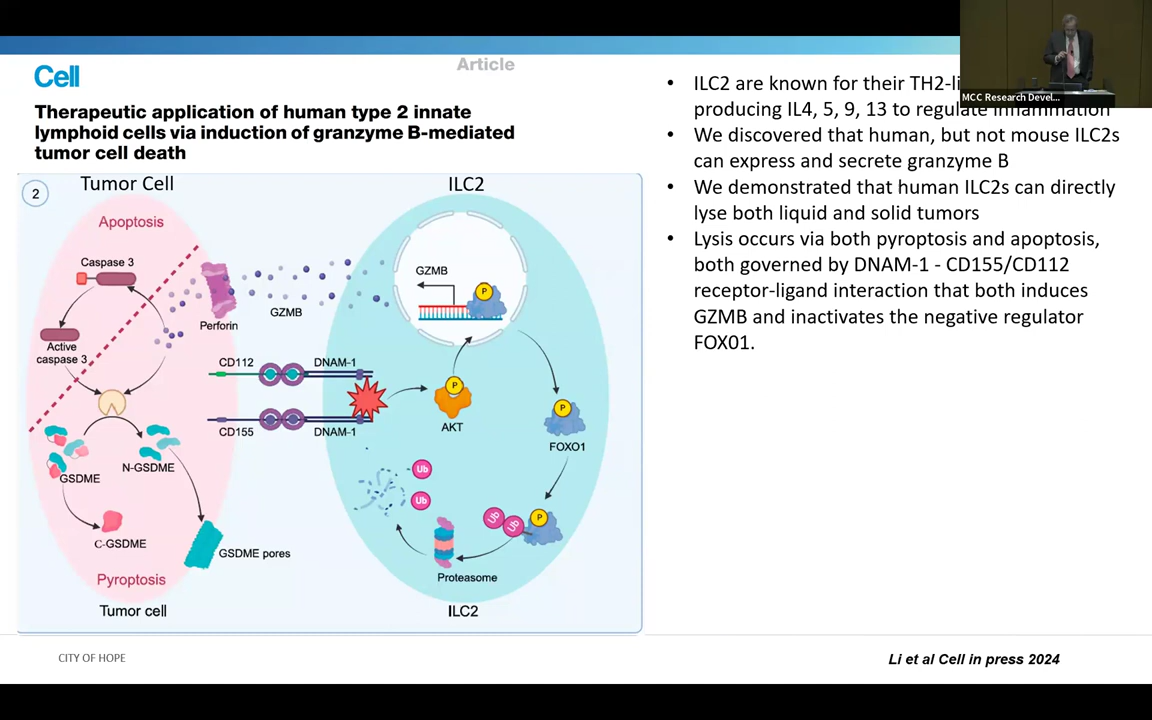 Cell
Article
Therapeutic application of human type 2 innate
lymphoid cells via induction of granzyme B-mediated
tumor cell death
2
Tumor Cell
ILC2
Apoptosis
Caspase 3
Active
caspase 3
Perforin
GZMB
GZMB
P
CD112
DNAM-1
CD155
DNAM-1
P
AKT
P
FOXO1
GSDME
N-GSDME
C-GSDME
GSDME pores
Ub
Ub
Ub
Ub
P
Proteasome
Pyroptosis
Tumor cell
ILC2
• ILC2 are known for their
producing IL4, 5, 9, 13 to regulate inflammation
• We discovered that human, but not mouse ILC2s
can express and secrete granzyme B
• We demonstrated that human ILC2s can directly
lyse both liquid and solid tumors
• Lysis occurs via both pyroptosis and apoptosis,
both governed by DNAM-1 - CD155/CD112
receptor-ligand interaction that both induces
GZMB and inactivates the negative regulator
FOX01.
MCC Research Devel...
CITY OF HOPE
Li et al Cell in press 2024